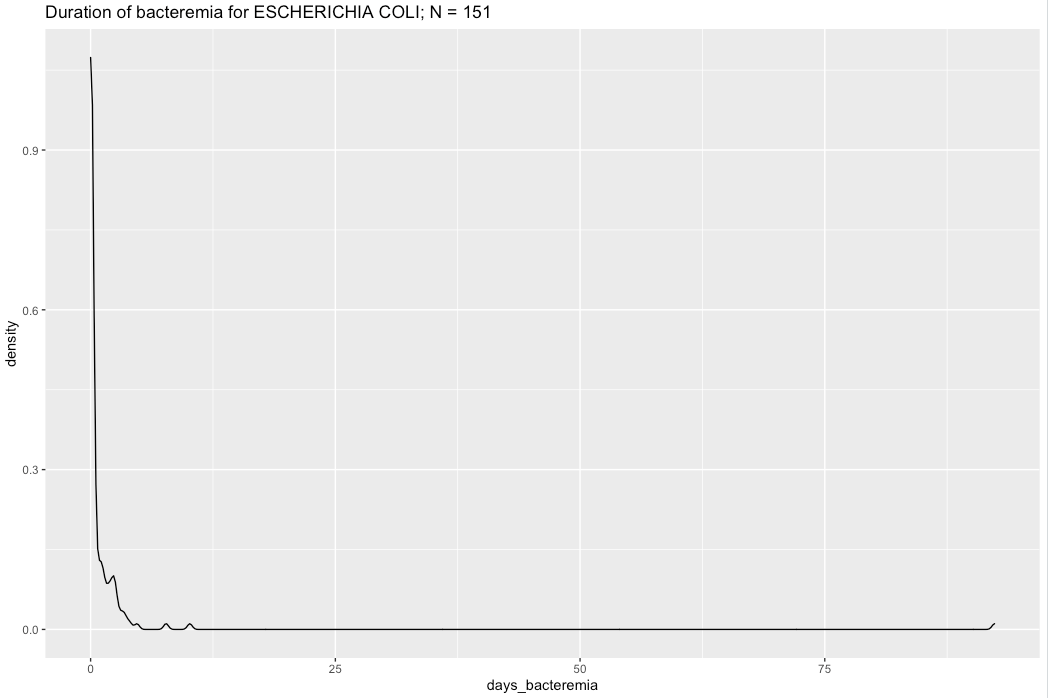 Duration of bacteremia for ESCHERICHIA COLI; N = 151
0.9
0.6
density
0.3
0.0
0 25 50 75
days_bacteremia